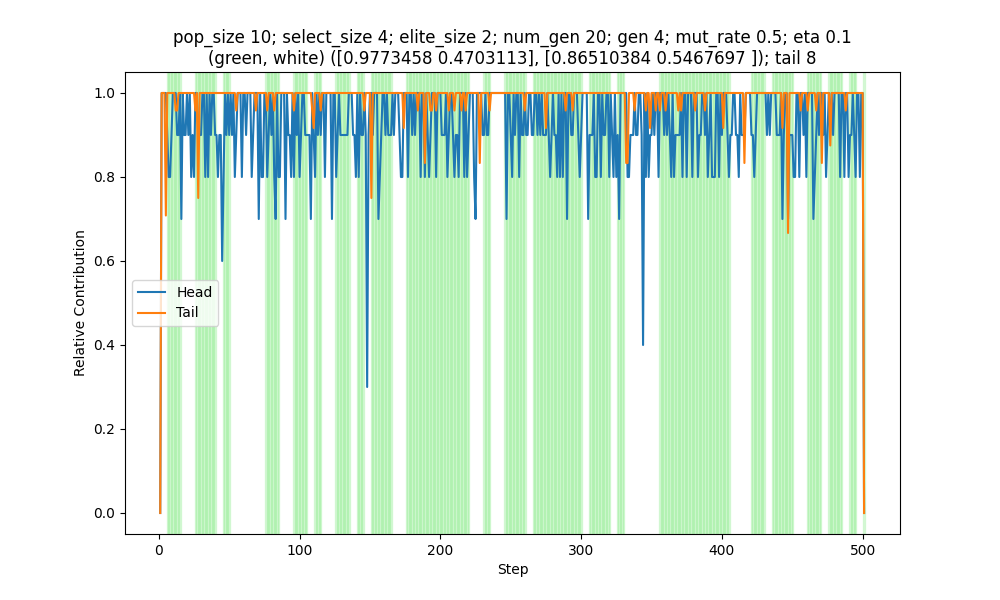 pop_size 10; select_size 4; elite_size 2; num_gen 20; gen 4; mut_rate 0.5; eta 0.1
(green, white) ([0.9773458 0.4703113], [0.86510384 0.5467697 ]); tail 8
1.0
0.8
0.6
0.4
0.2
0.0
Relative Contribution
Head
Tail
0
100
200
300
400
500
Step